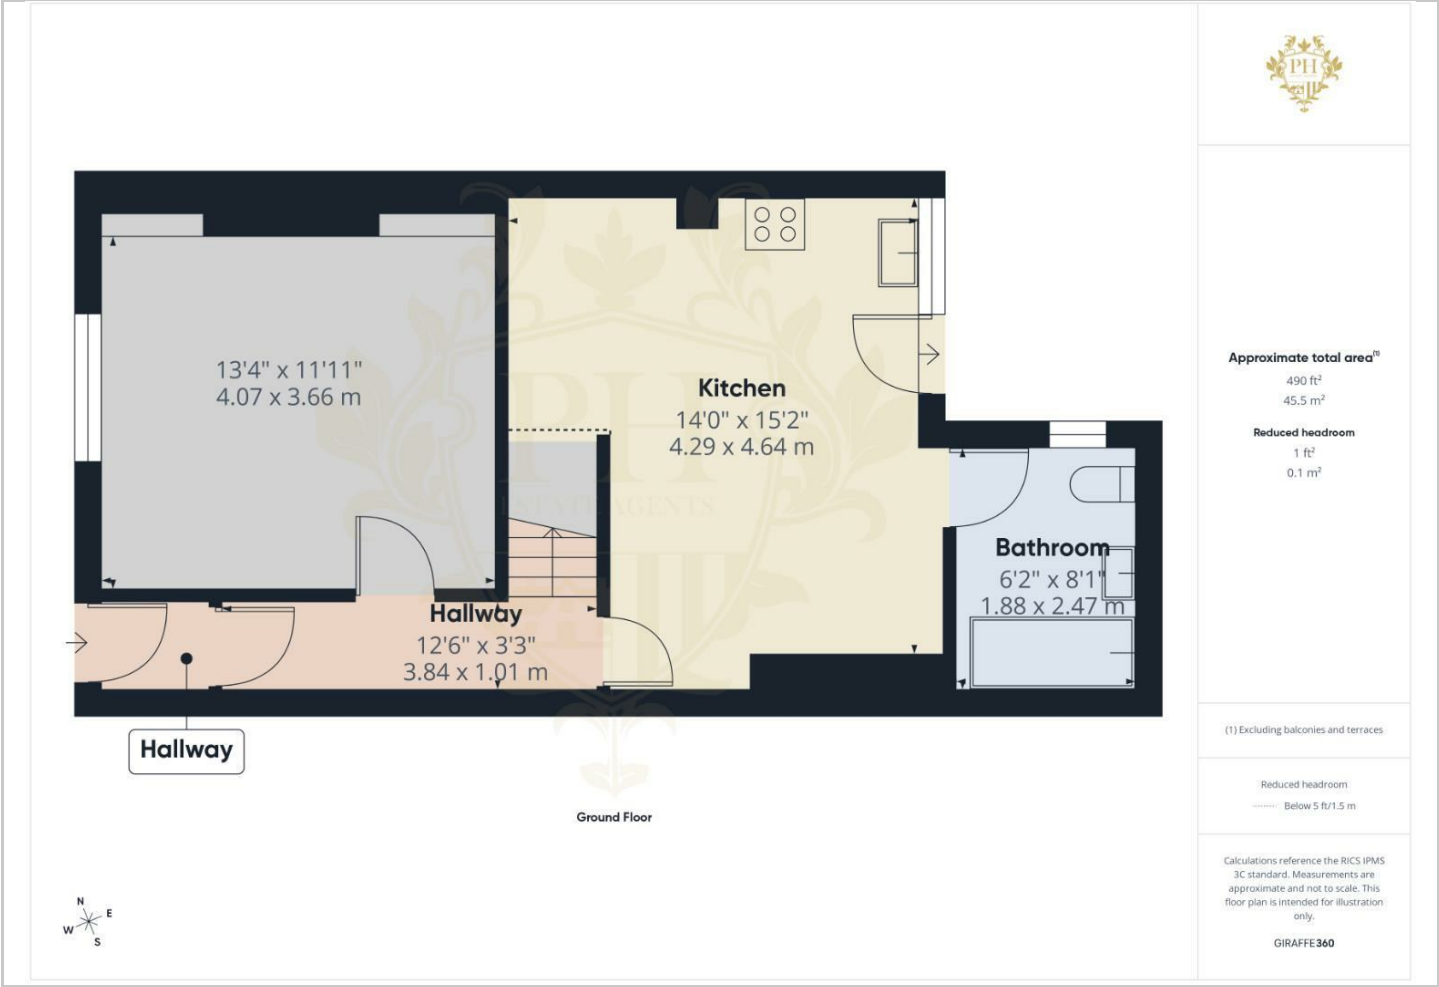 PH
Approximate total area(1)
490 ft²
45.5 m²
Reduced headroom
1 ft²
0.1 m²
13'4" x 11'11"
4.07 x 3.66 m
Kitchen
14'0" x 15'2"
4.29 x 4.64 m
PH
ESTATE AGENTS
Bathroom
6'2" x 8'1"
1.88 x 2.47 m
Hallway
12'6" x 3'3"
3.84 x 1.01 m
Hallway
Ground Floor
N
E
W
S
(1) Excluding balconies and terraces
Reduced headroom
Below 5 ft/1.5 m
Calculations reference the RICS IPMS
3C standard. Measurements are
approximate and not to scale. This
floor plan is intended for illustration
only.
GIRAFFE360